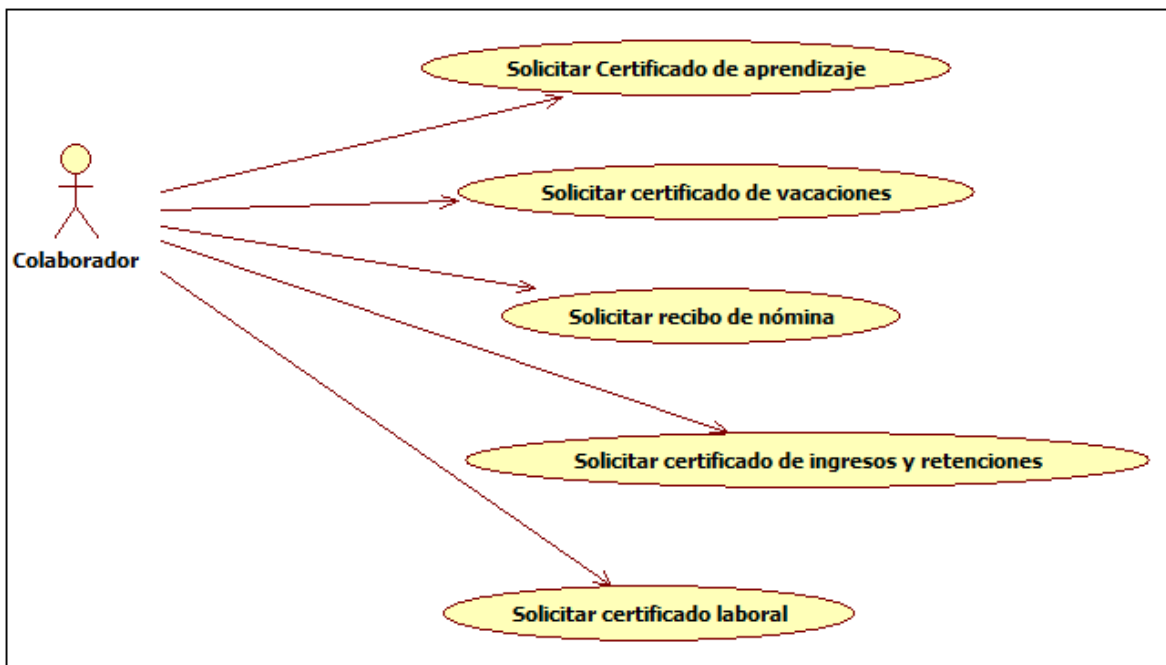 Solicitar Certificado de aprendizaje
Solicitar certificado de vacaciones
Colaborador
Solicitar recibo de nómina
Solicitar certificado de ingresos y retenciones
Solicitar certificado laboral